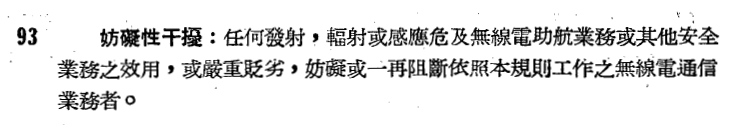 93 妨礙性干擾：任何發射，輻射或感應危及無線電助航業務或其他安全
業務之效用，或嚴重貶劣，妨礙或一再阻斷依照本規則工作之無線電通信
業務者。